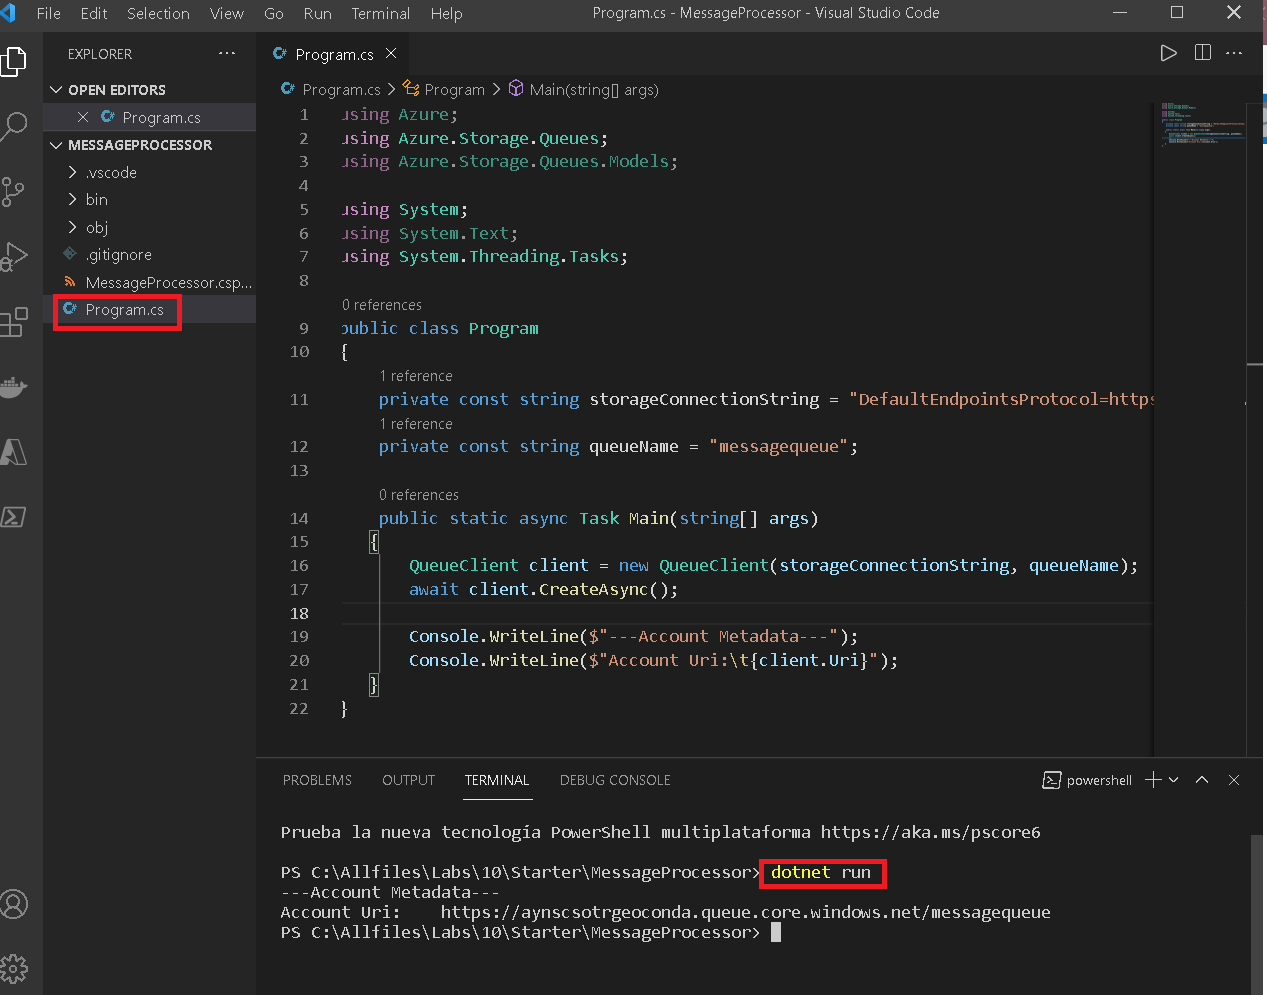 File Edit Selection View Go Run Terminal Help
Program.cs - MessageProcessor - Visual Studio Code
EXPLORER
OPEN EDITORS
Program.cs
MESSAGEPROCESSOR
.vscode
bin
obj
.gitignore
MessageProcessor.csp...
Program.cs
Program.cs
Program.cs > Program > Main(string[] args)
1 using Azure;
2 using Azure.Storage.Queues;
3 using Azure.Storage.Queues.Models;
4
5 using System;
6 using System.Text;
7 using System.Threading.Tasks;
8
0 references
9 public class Program
10 {
1 reference
11 private const string storageConnectionString = "DefaultEndpointsProtocol=https
1 reference
12 private const string queueName = "messagequeue";
13
0 references
14 public static async Task Main(string[] args)
15 {
16 QueueClient client = new QueueClient(storageConnectionString, queueName);
17 await client.CreateAsync();
18
19 Console.WriteLine($"---Account Metadata---");
20 Console.WriteLine($"Account Uri:\t{client.Uri}");
21 }
22 }
PROBLEMS OUTPUT TERMINAL DEBUG CONSOLE
powershell
Prueba la nueva tecnología PowerShell multiplataforma https://aka.ms/pscore6
PS C:\Allfiles\Labs\10\Starter\MessageProcessor> dotnet run
---Account Metadata---
Account Uri: https://aynscsotrgeoconda.queue.core.windows.net/messagequeue
PS C:\Allfiles\Labs\10\Starter\MessageProcessor>